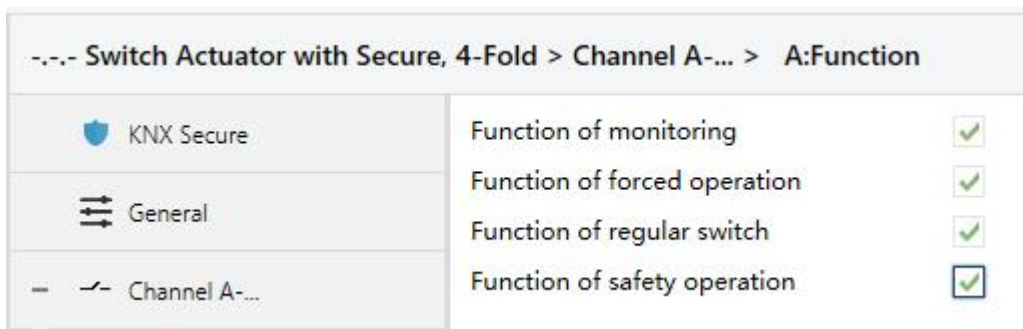 -.-.- Switch Actuator with Secure, 4-Fold > Channel A-... > A:Function
KNX Secure
General
Channel A-...
Function of monitoring
Function of forced operation
Function of regular switch
Function of safety operation